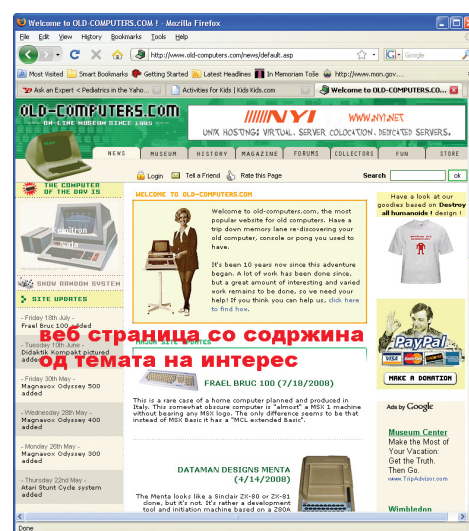 Welcome to OLD-COMPUTERS.COM ! - Mozilla Firefox
File Edit View History Bookmarks Tools Help
http://www.old-computers.com/news/default.asp
Google
Most Visited Smart Bookmarks Getting Started Latest Headlines In Memoriam Toše http://www.mon.gov....
Ask an Expert < Pediatrics in the Yaho... Activities for Kids | Kids Kids.com Welcome to OLD-COMPUTERS.CO...
OLD-COMPUTERS.COM
ON-LINE MUSEUM SINCE 1995
NYI WWW.NYI.NET
UNIX HOSTING: VIRTUAL, SERVER COLOCATION, DEDICATED SERVERS.
NEWS MUSEUM HISTORY MAGAZINE FORUMS COLLECTORS FUN STORE
Login Tell a Friend Rate this Page Search ok
THE COMPUTER
OF THE DAY IS
SHOW RANDOM SYSTEM
SITE UPDATES
- Friday 18th July -
Frael Bruc 100 added
- Tuesday 10th June -
Didaktik Kompakt pictured
added
- Friday 30th May -
Magnavox Odyssey 500
added
- Wednesday 28th May -
Magnavox Odyssey 400
added
- Monday 26th May -
Magnavox Odyssey 300
added
- Thursday 22nd May -
Atari Stunt Cycle system
added
WELCOME TO OLD-COMPUTERS.COM
Welcome to old-computers.com, the most
popular website for old computers. Have a
trip down memory lane re-discovering your
old computer, console or pong you used to
have.
It's been 10 years now since this adventure
began. A lot of work has been done since,
but a great amount of interesting and varied
work remains to be done, so we need your
help! If you think you can help us, click here
to find how.
MAJOR SITE UPDATES
веб страница со содржина
од темата на интерес
FRAEL BRUC 100 (7/18/2008)
This is a rare case of a home computer planned and produced in
Italy. This somewhat obscure computer is "almost" a MSX 1 machine
without bearing any MSX logo. The only difference seems to be that
instead of MSX Basic it has a "MCL extended Basic".
DATAMAN DESIGNS MENTA
(4/14/2008)
The Menta looks like a Sinclair ZX-80 or ZX-81
clone, but it's not. It's rather a development
tool and initiation machine based on a Z80A
Have a look at our
goodies based on Destroy
all humanoids ! design !
PayPal
MAKE A DONATION
Ads by Google
Museum Center
Make the Most of
Your Vacation:
Get the Truth.
Then Go.
www.TripAdvisor.com
Wimbledon
Done